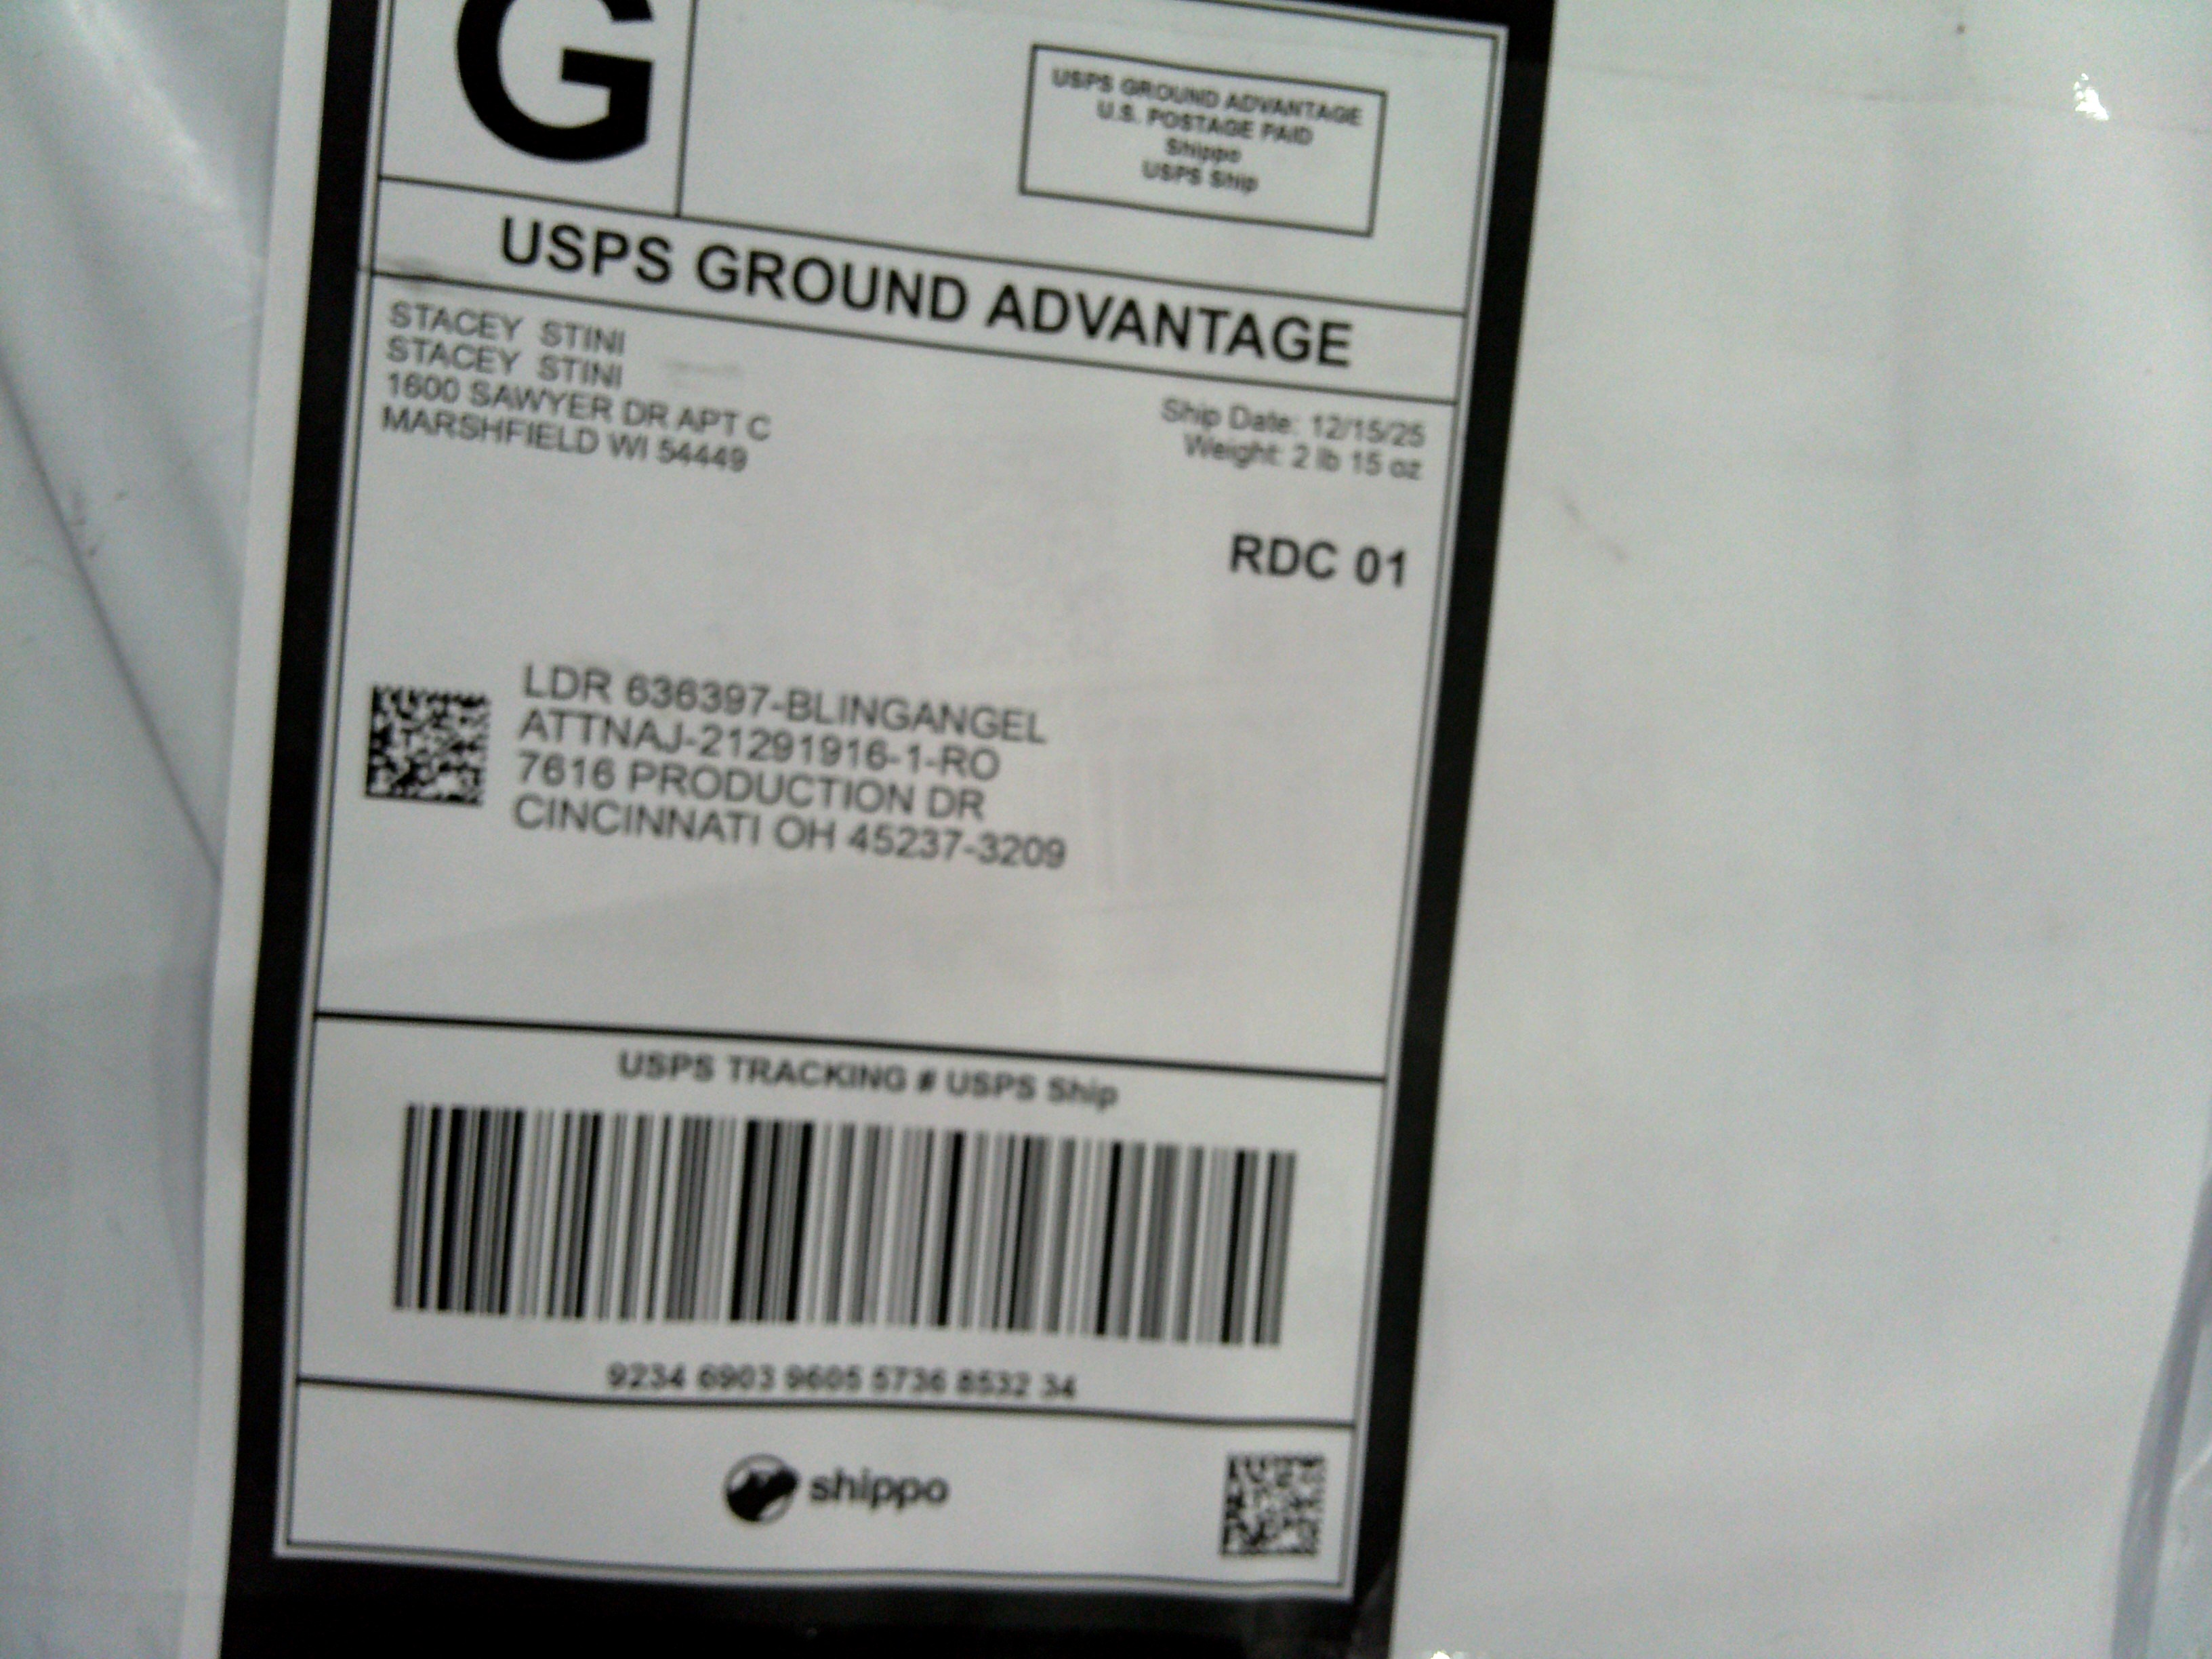 G
USPS GROUND ADVANTAGE
U.S. POSTAGE PAID
Shippo
USPS Ship
USPS GROUND ADVANTAGE
STACEY STINI
STACEY STINI
1600 SAWYER DR APT C
MARSHFIELD WI 54449
Ship Date: 12/15/25
Weight: 2 lb 15 oz
RDC 01
LDR 636397-BLINGANGEL
ATTNAJ-21291916-1-RO
7616 PRODUCTION DR
CINCINNATI OH 45237-3209
USPS TRACKING # USPS Ship
9234 6903 9605 5736 8532 34
shippo